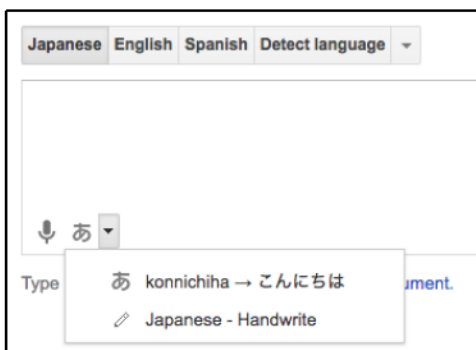 Japanese English Spanish Detect language
あ
あ konnichiha → こんにちは
Type ument.
Japanese - Handwrite